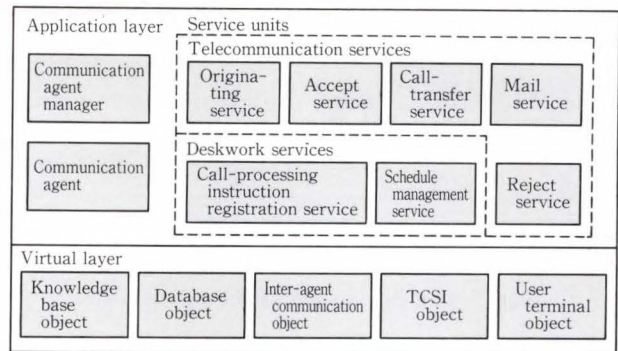 Application layer
Service units
Telecommunication services
Communication
agent
manager
Origina-
ting
service
Accept
service
Call-
transfer
service
Mail
service
Communication
agent
Deskwork services
Call-processing
instruction
registration service
Schedule
management
service
Reject
service
Virtual layer
Knowledge
base
object
Database
object
Inter-agent
communication
object
TCSI
object
User
terminal
object